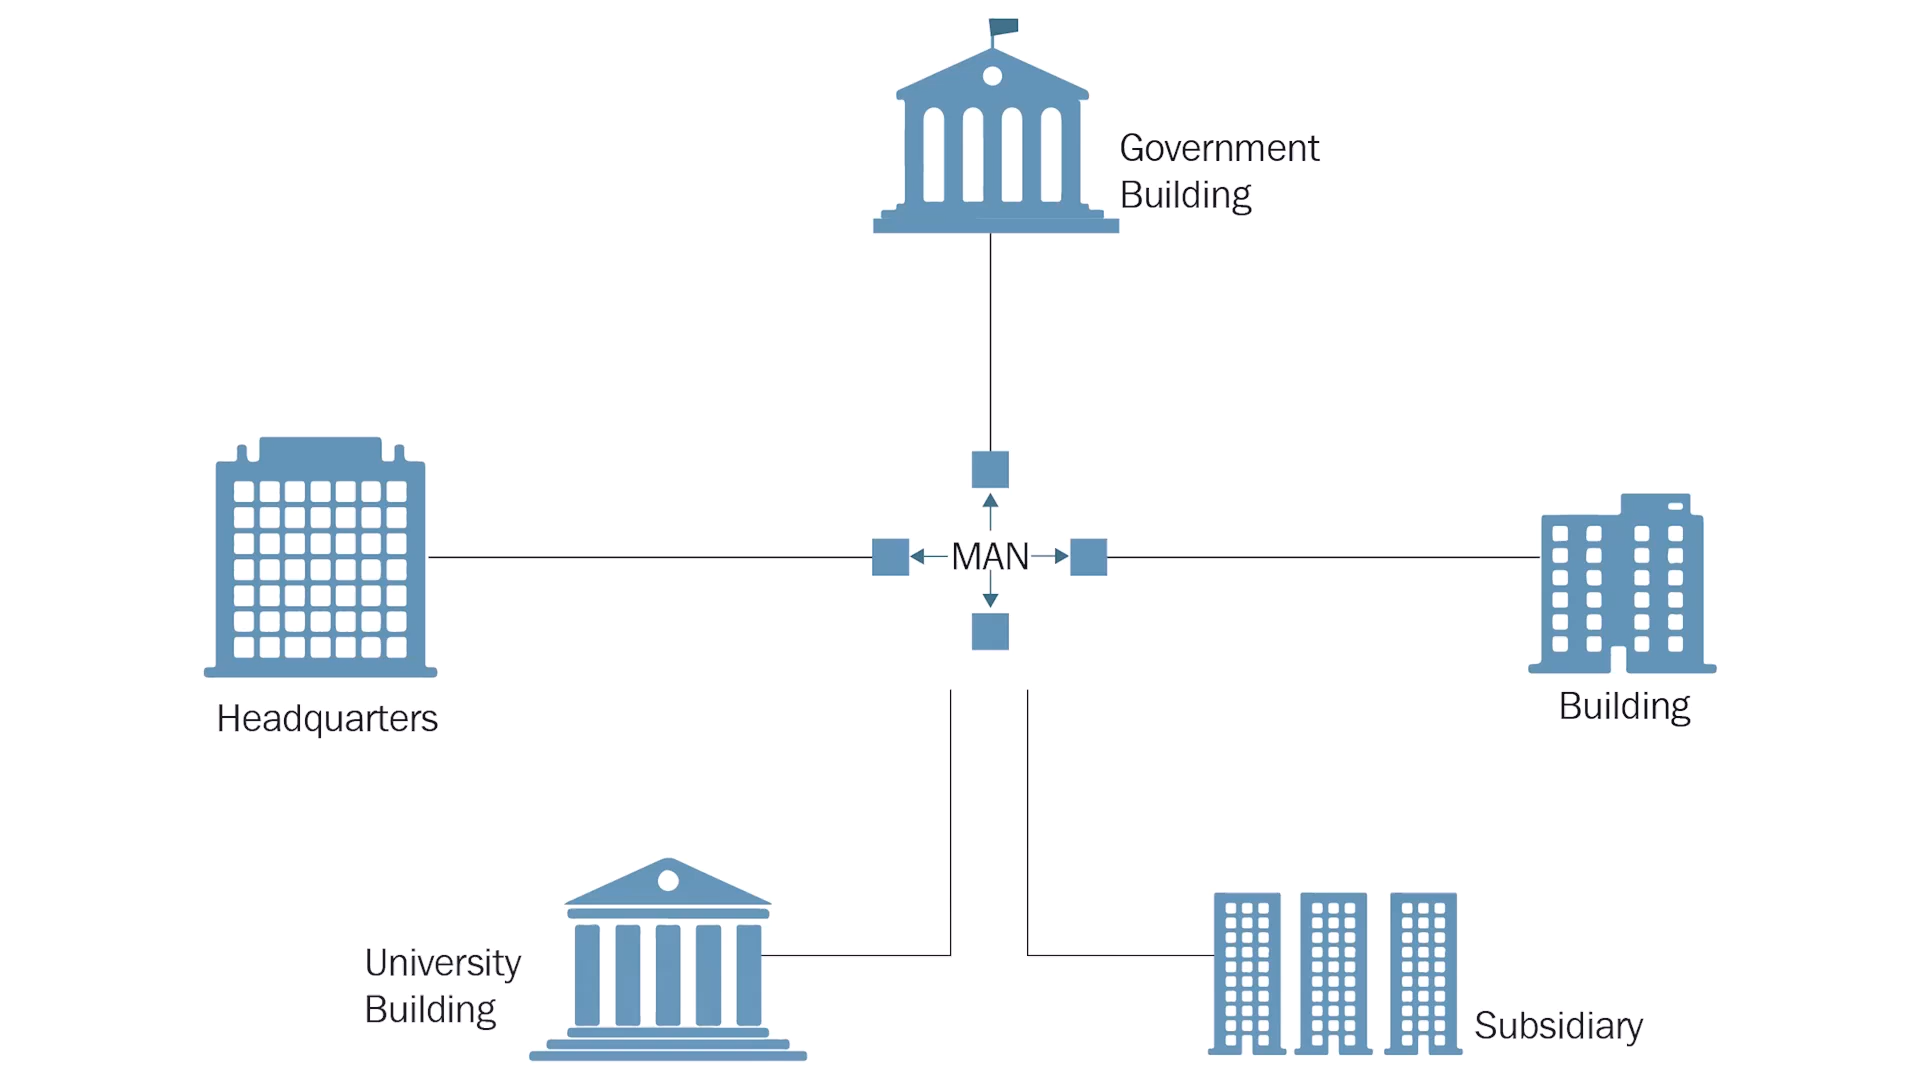 Government
Building
MAN
Headquarters
Building
University
Building
Subsidiary